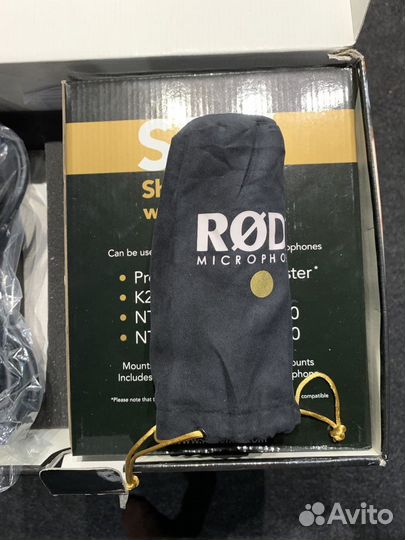 S
Sh
w
Can be use
phones
• Pro
ster*
• K2
• NT
0
• NT
0
Mount
ounts
Includes
phone
*Please note that t
compatible
RØD
MICROPHO
Avito